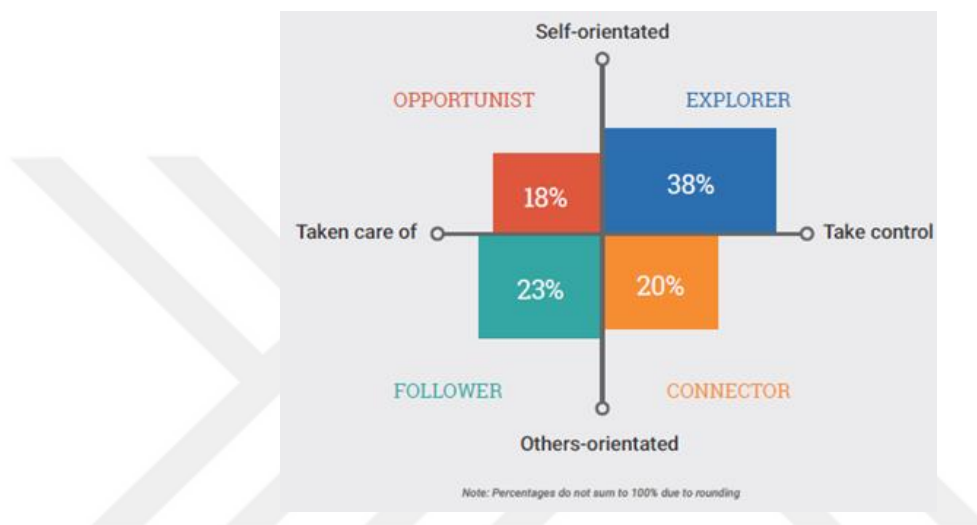 Self-orientated
OPPORTUNIST EXPLORER
18% 38%
Taken care of Take control
23% 20%
FOLLOWER CONNECTOR
Others-orientated
Note: Percentages do not sum to 100% due to rounding